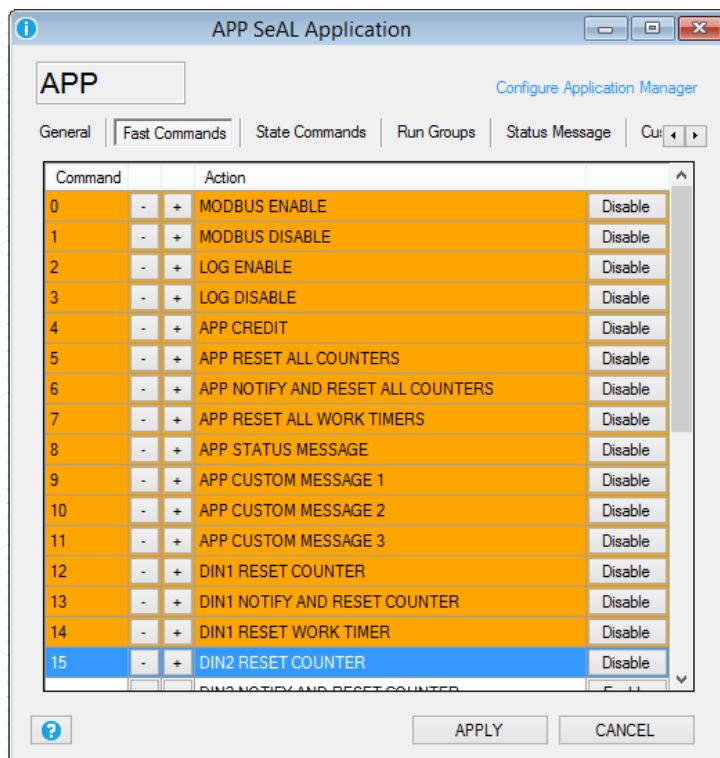 APP SeAL Application
APP
Configure Application Manager
General Fast Commands State Commands Run Groups Status Message
Command Action
0 - + MODBUS ENABLE Disable
1 - + MODBUS DISABLE Disable
2 - + LOG ENABLE Disable
3 - + LOG DISABLE Disable
4 - + APP CREDIT Disable
5 - + APP RESET ALL COUNTERS Disable
6 - + APP NOTIFY AND RESET ALL COUNTERS Disable
7 - + APP RESET ALL WORK TIMERS Disable
8 - + APP STATUS MESSAGE Disable
9 - + APP CUSTOM MESSAGE 1 Disable
10 - + APP CUSTOM MESSAGE 2 Disable
11 - + APP CUSTOM MESSAGE 3 Disable
12 - + DIN1 RESET COUNTER Disable
13 - + DIN1 NOTIFY AND RESET COUNTER Disable
14 - + DIN1 RESET WORK TIMER Disable
15 - + DIN2 RESET COUNTER Disable
DIN2 NOTIFY AND RESET COUNTER
APPLY CANCEL